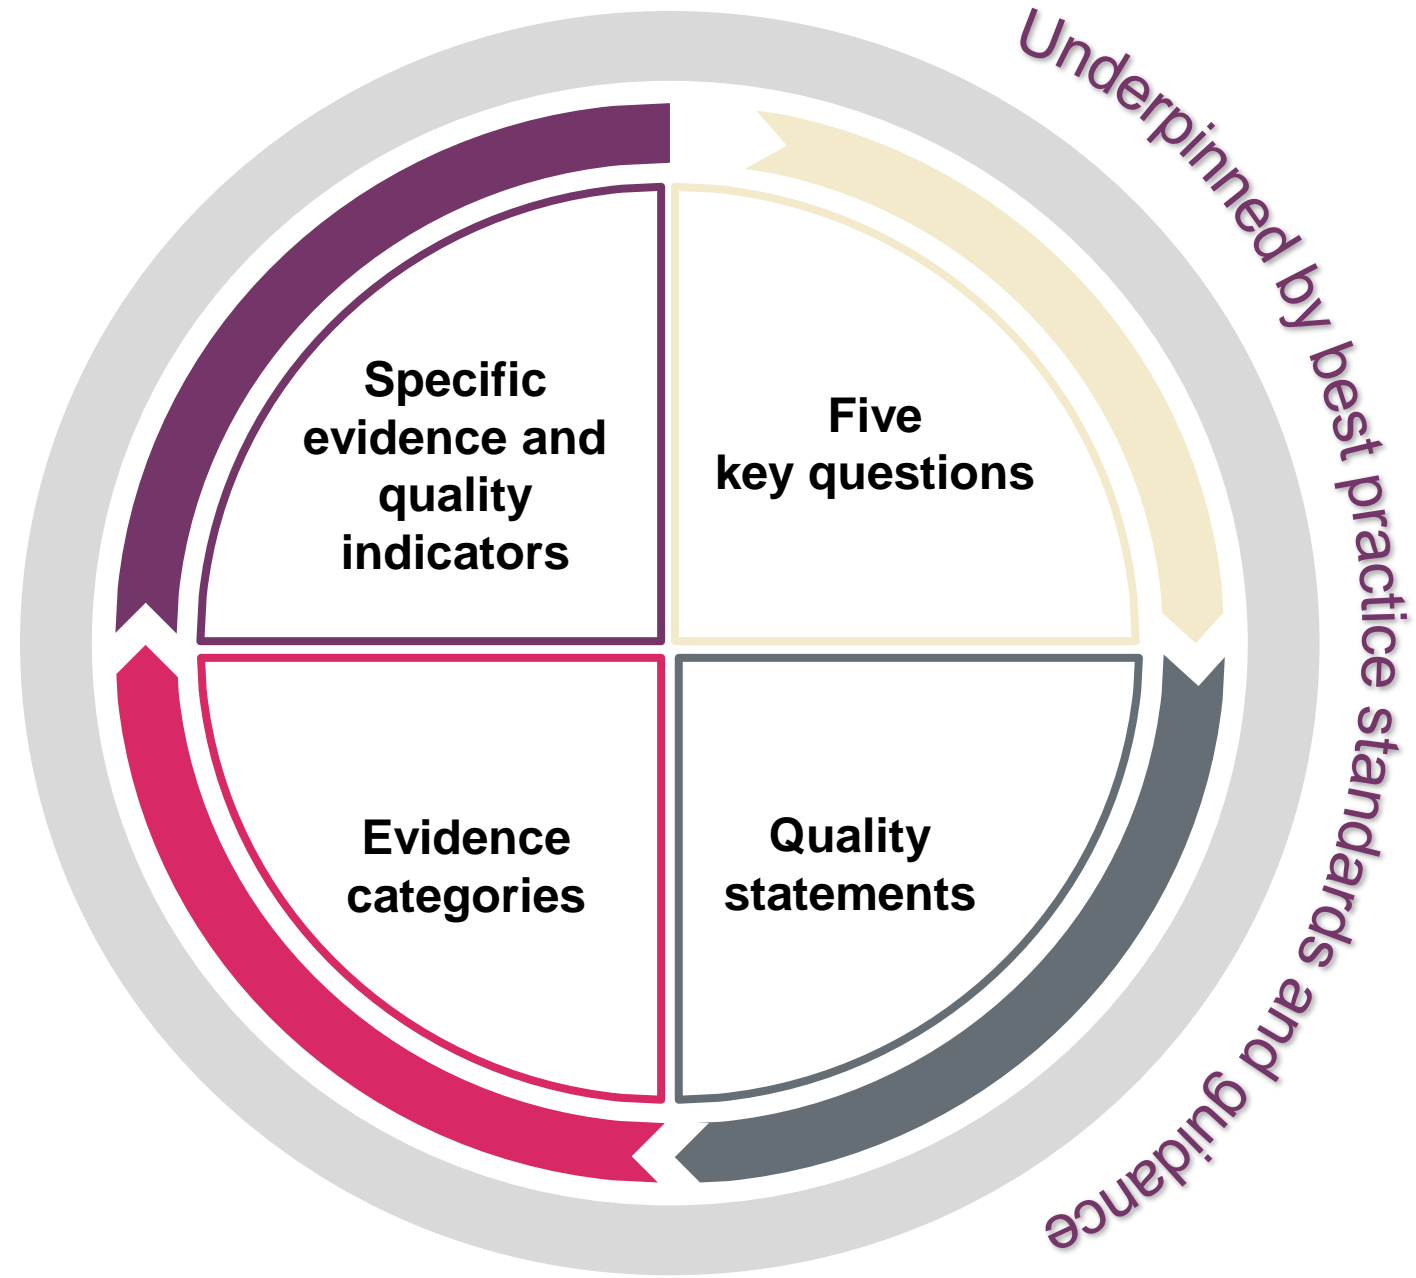 Specific
evidence and
quality
indicators
Five
key questions
Evidence
categories
Quality
statements
Underpinned by best practice standards and guidance